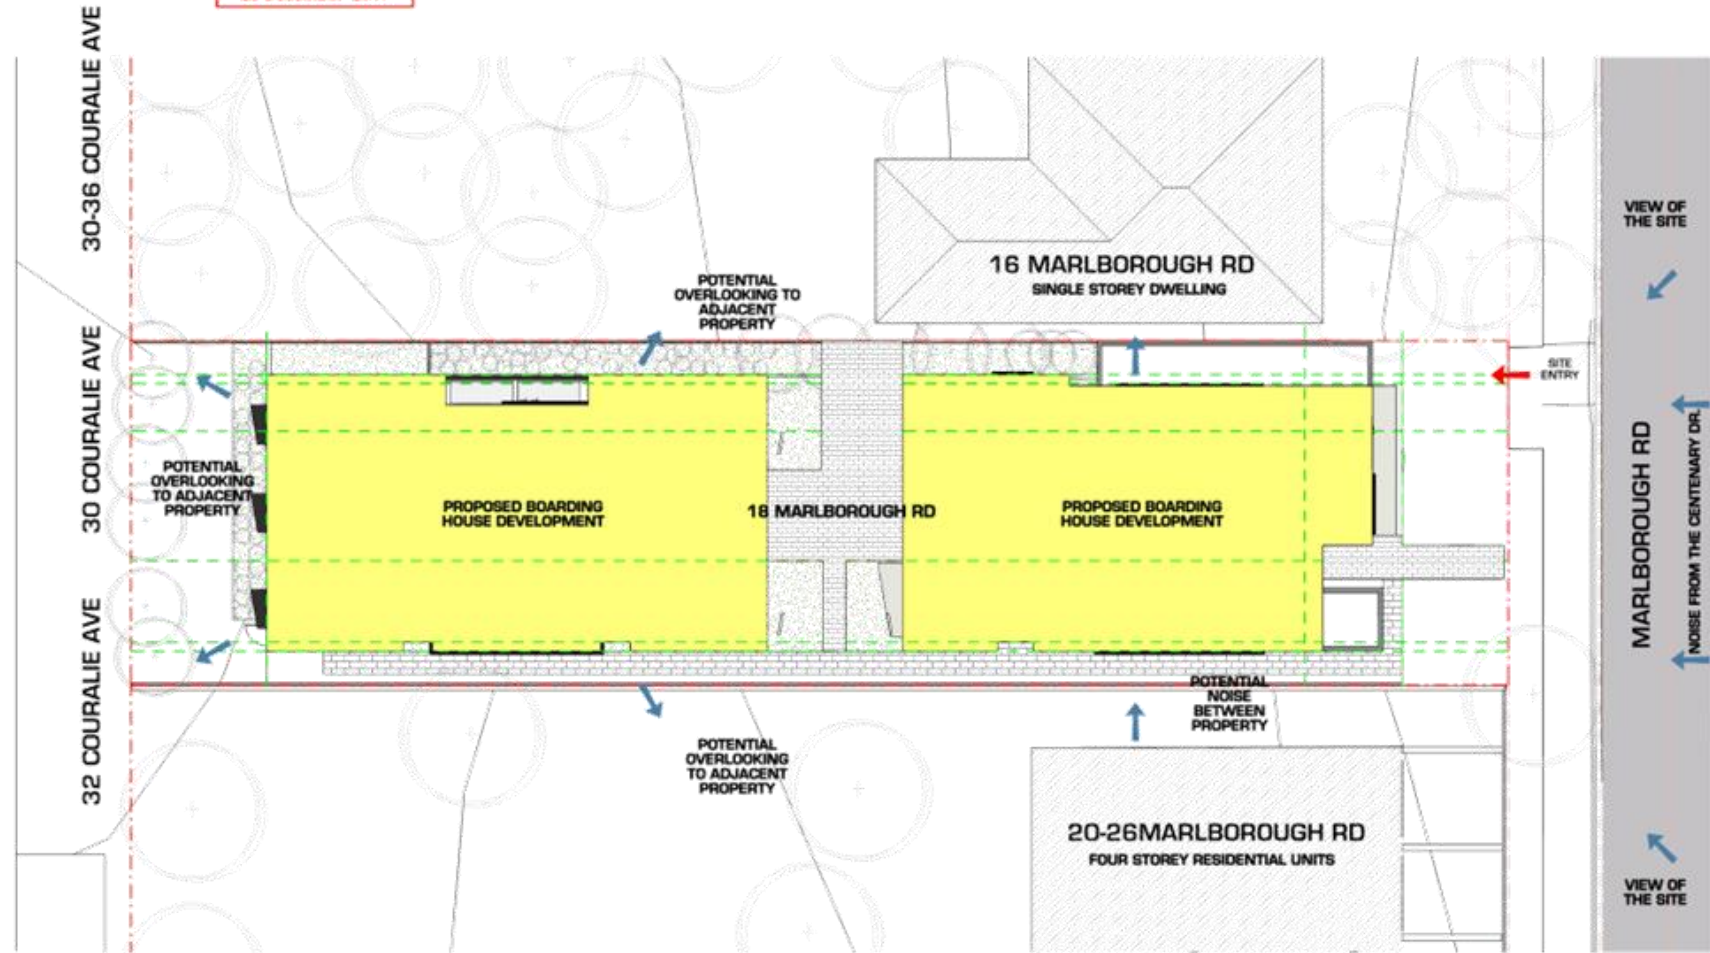 30-36 COURALIE AVE
30 COURALIE AVE
32 COURALIE AVE
POTENTIAL
OVERLOOKING TO
ADJACENT
PROPERTY
16 MARLBOROUGH RD
SINGLE STOREY DWELLING
VIEW OF
THE SITE
SITE
ENTRY
POTENTIAL
OVERLOOKING
TO ADJACENT
PROPERTY
PROPOSED BOARDING
HOUSE DEVELOPMENT
18 MARLBOROUGH RD
PROPOSED BOARDING
HOUSE DEVELOPMENT
MARLBOROUGH RD
NOISE FROM THE CENTENARY DR.
POTENTIAL
OVERLOOKING
TO ADJACENT
PROPERTY
POTENTIAL
NOISE
BETWEEN
PROPERTY
20-26MARLBOROUGH RD
FOUR STOREY RESIDENTIAL UNITS
VIEW OF
THE SITE